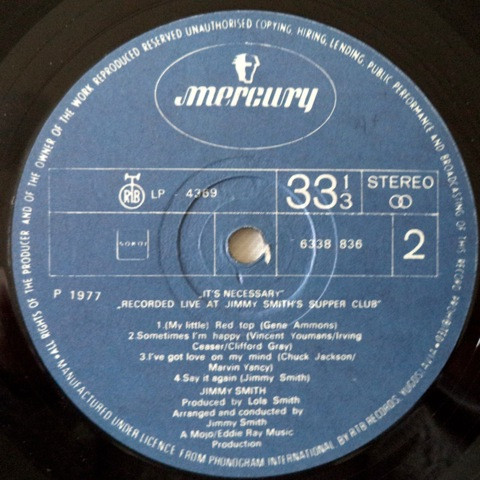 • ALL RIGHTS OF THE PRODUCER AND OF THE OWNER OF THE WORK REPRODUCED RESERVED UNAUTHORISED COPYING, HIRING, LENDING, PUBLIC PERFORMANCE AND BROADCASTING OF THIS RECORD PROHIBITED •
mercury
RTB LP - 4369
33 1/3
STEREO
SOKOJ
6338 836
2
P 1977
„IT'S NECESSARY"
„RECORDED LIVE AT JIMMY SMITH'S SUPPER CLUB"
1.(My little) Red top (Gene Ammons)
2.Sometimes I'm happy (Vincent Youmans/Irving
Ceaser/Clifford Gray)
3.I've got love on my mind (Chuck Jackson/
Marvin Yancy)
4.Say it again (Jimmy Smith)
JIMMY SMITH
Produced by Lola Smith
Arranged and conducted by
Jimmy Smith
A Mojo/Eddie Ray Music
Production
MANUFACTURED UNDER LICENCE FROM PHONOGRAM INTERNATIONAL BY RTB RECORDS,